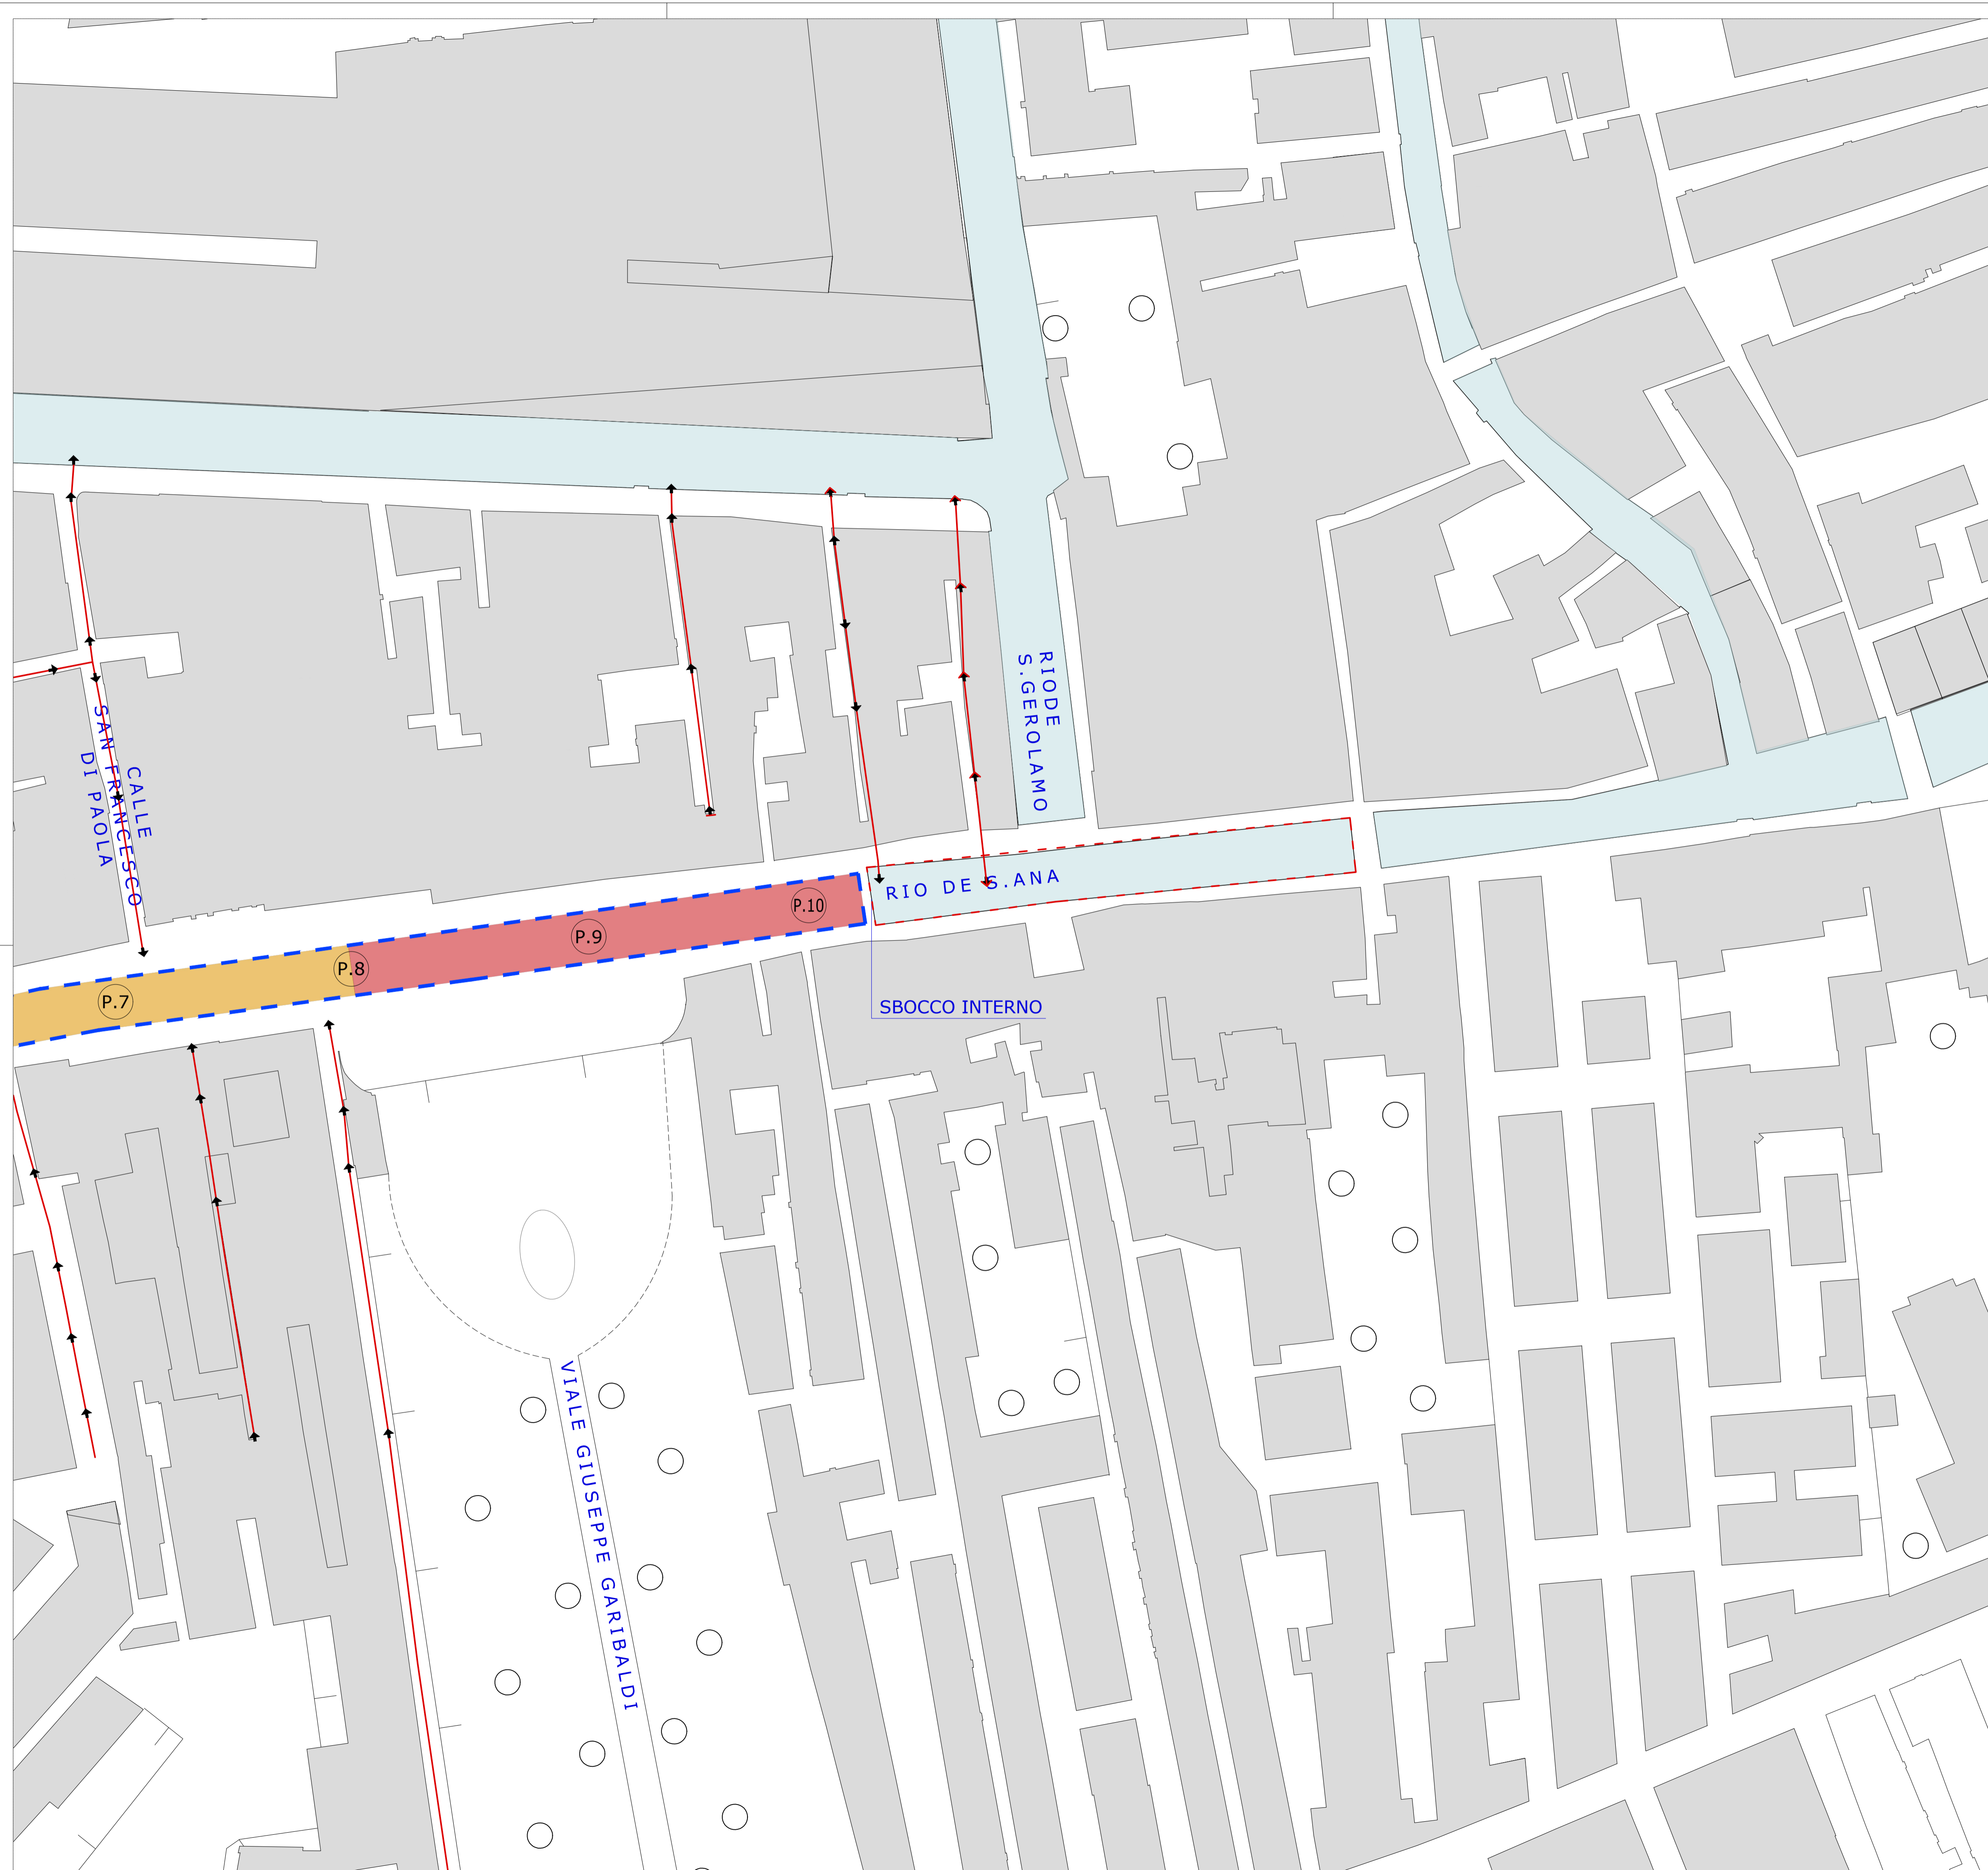 RIO DE
S.GEROLAMO
CALLE
SAN FRANCESCO
DI PAOLA
RIO DE S.ANA
P.10
P.9
P.8
P.7
SBOCCO INTERNO
VIALE GIUSEPPE GARIBALDI